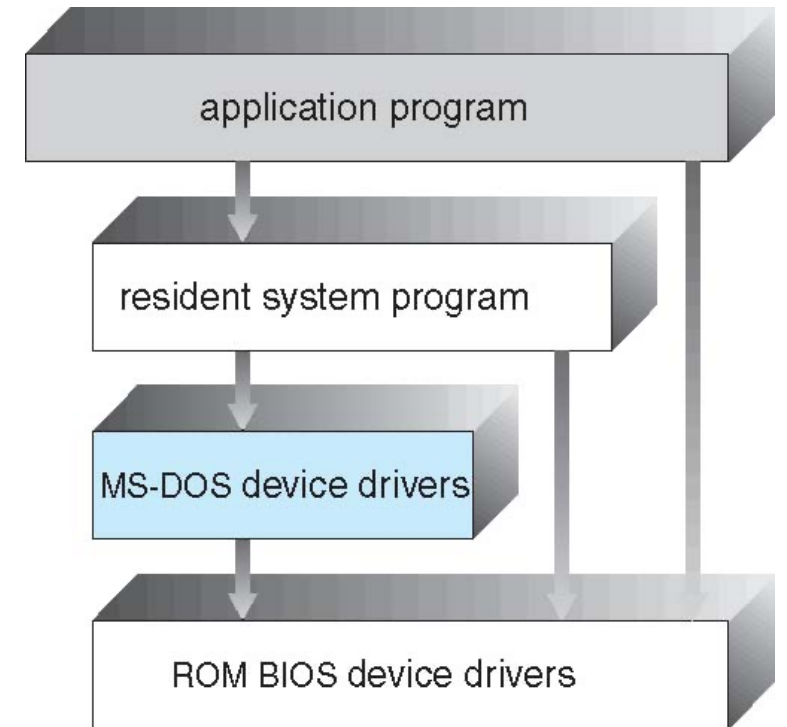 application program
resident system program
MS-DOS device drivers
ROM BIOS device drivers